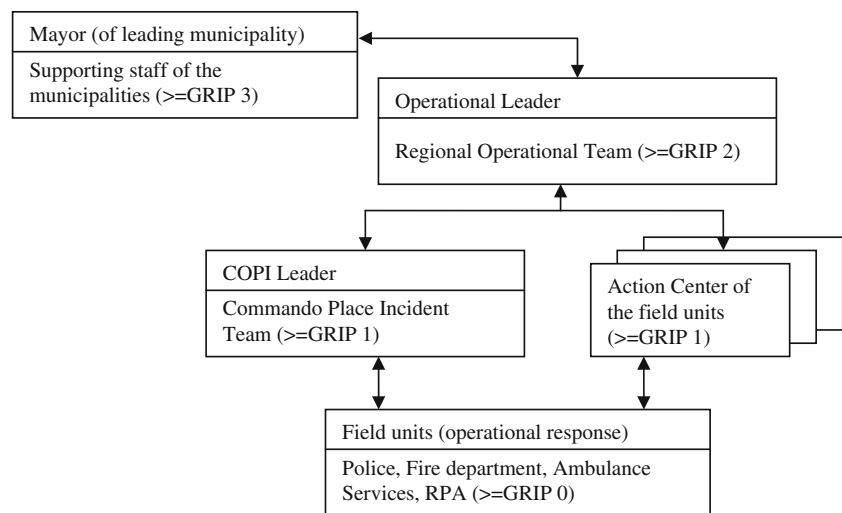 Mayor (of leading municipality)
Supporting staff of the
municipalities (>=GRIP 3)
Operational Leader
Regional Operational Team (>=GRIP 2)
COPI Leader
Commando Place Incident
Team (>=GRIP 1)
Action Center of
the field units
(>=GRIP 1)
Field units (operational response)
Police, Fire department, Ambulance
Services, RPA (>=GRIP 0)